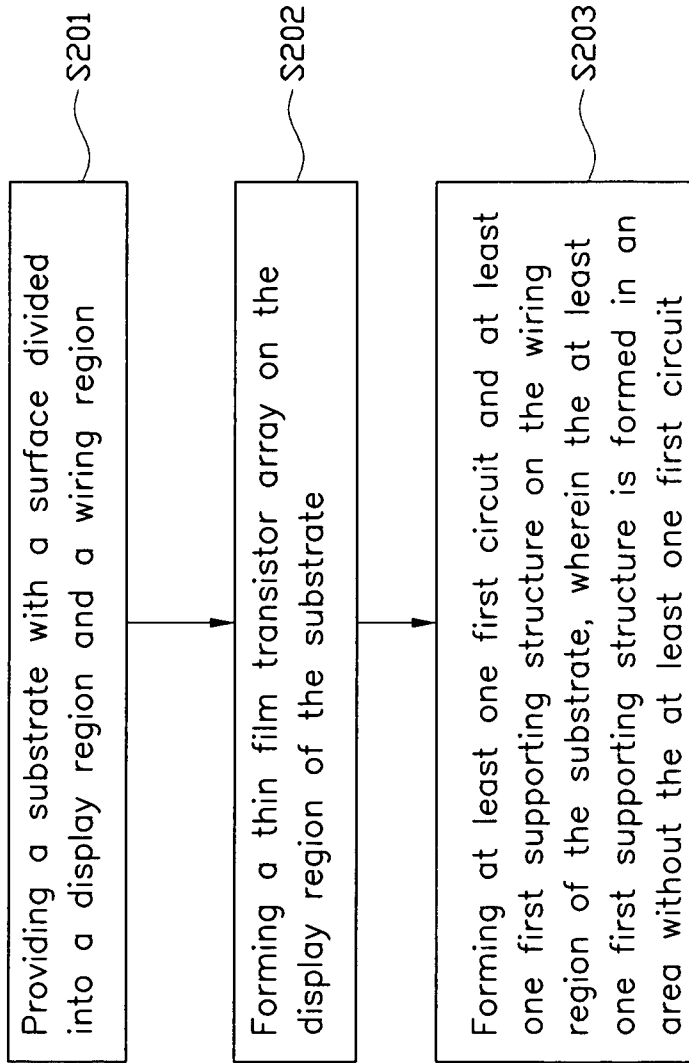 Providing a substrate with a surface divided
into a display region and a wiring region
S201
Forming a thin film transistor array on the
display region of the substrate
S202
Forming at least one first circuit and at least
one first supporting structure on the wiring
region of the substrate, wherein the at least
one first supporting structure is formed in an
area without the at least one first circuit
S203